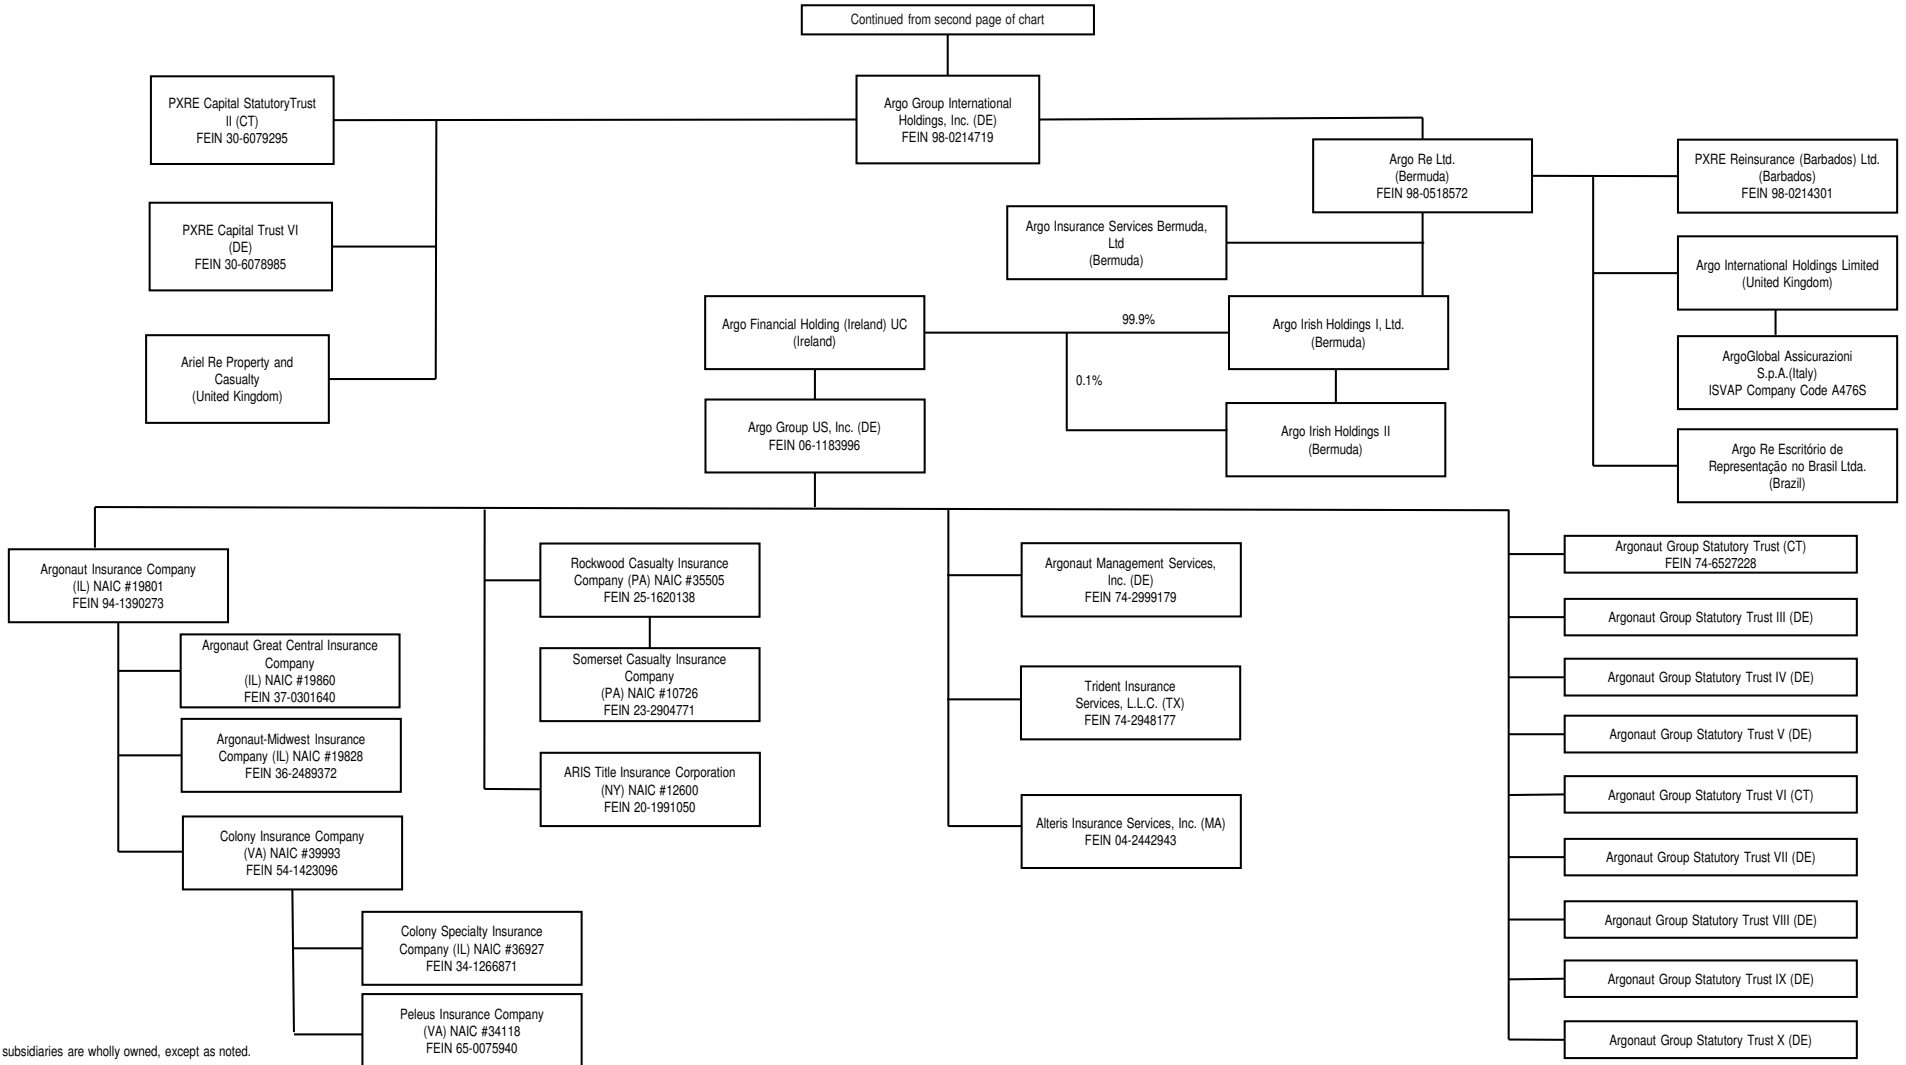 Continued from second page of chart
PXRE Capital StatutoryTrust
II (CT)
FEIN 30-6079295
Argo Group International
Holdings, Inc. (DE)
FEIN 98-0214719
Argo Re Ltd.
(Bermuda)
FEIN 98-0518572
PXRE Reinsurance (Barbados) Ltd.
(Barbados)
FEIN 98-0214301
PXRE Capital Trust VI
(DE)
FEIN 30-6078985
Argo Insurance Services Bermuda,
Ltd
(Bermuda)
Argo International Holdings Limited
(United Kingdom)
Argo Financial Holding (Ireland) UC
(Ireland)
99.9%
Argo Irish Holdings I, Ltd.
(Bermuda)
Ariel Re Property and
Casualty
(United Kingdom)
0.1%
ArgoGlobal Assicurazioni
S.p.A.(Italy)
ISVAP Company Code A476S
Argo Group US, Inc. (DE)
FEIN 06-1183996
Argo Irish Holdings II
(Bermuda)
Argo Re Escritório de
Representação no Brasil Ltda.
(Brazil)
Argonaut Insurance Company
(IL) NAIC #19801
FEIN 94-1390273
Argonaut Great Central Insurance
Company
(IL) NAIC #19860
FEIN 37-0301640
Argonaut-Midwest Insurance
Company (IL) NAIC #19828
FEIN 36-2489372
Colony Insurance Company
(VA) NAIC #39993
FEIN 54-1423096
Colony Specialty Insurance
Company (IL) NAIC #36927
FEIN 34-1266871
Peleus Insurance Company
(VA) NAIC #34118
FEIN 65-0075940
Rockwood Casualty Insurance
Company (PA) NAIC #35505
FEIN 25-1620138
Somerset Casualty Insurance
Company
(PA) NAIC #10726
FEIN 23-2904771
ARIS Title Insurance Corporation
(NY) NAIC #12600
FEIN 20-1991050
Argonaut Management Services,
Inc. (DE)
FEIN 74-2999179
Trident Insurance
Services, L.L.C. (TX)
FEIN 74-2948177
Alteris Insurance Services, Inc. (MA)
FEIN 04-2442943
Argonaut Group Statutory Trust (CT)
FEIN 74-6527228
Argonaut Group Statutory Trust III (DE)
Argonaut Group Statutory Trust IV (DE)
Argonaut Group Statutory Trust V (DE)
Argonaut Group Statutory Trust VI (CT)
Argonaut Group Statutory Trust VII (DE)
Argonaut Group Statutory Trust VIII (DE)
Argonaut Group Statutory Trust IX (DE)
Argonaut Group Statutory Trust X (DE)
subsidiaries are wholly owned, except as noted.